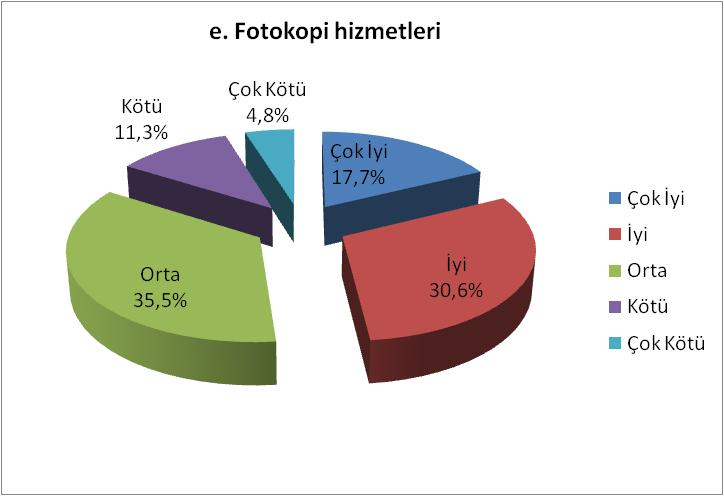 e. Fotokopi hizmetleri
Çok Kötü
4,8%
Kötü
11,3%
Çok İyi
17,7%
İyi
30,6%
Orta
35,5%
Çok İyi
İyi
Orta
Kötü
Çok Kötü